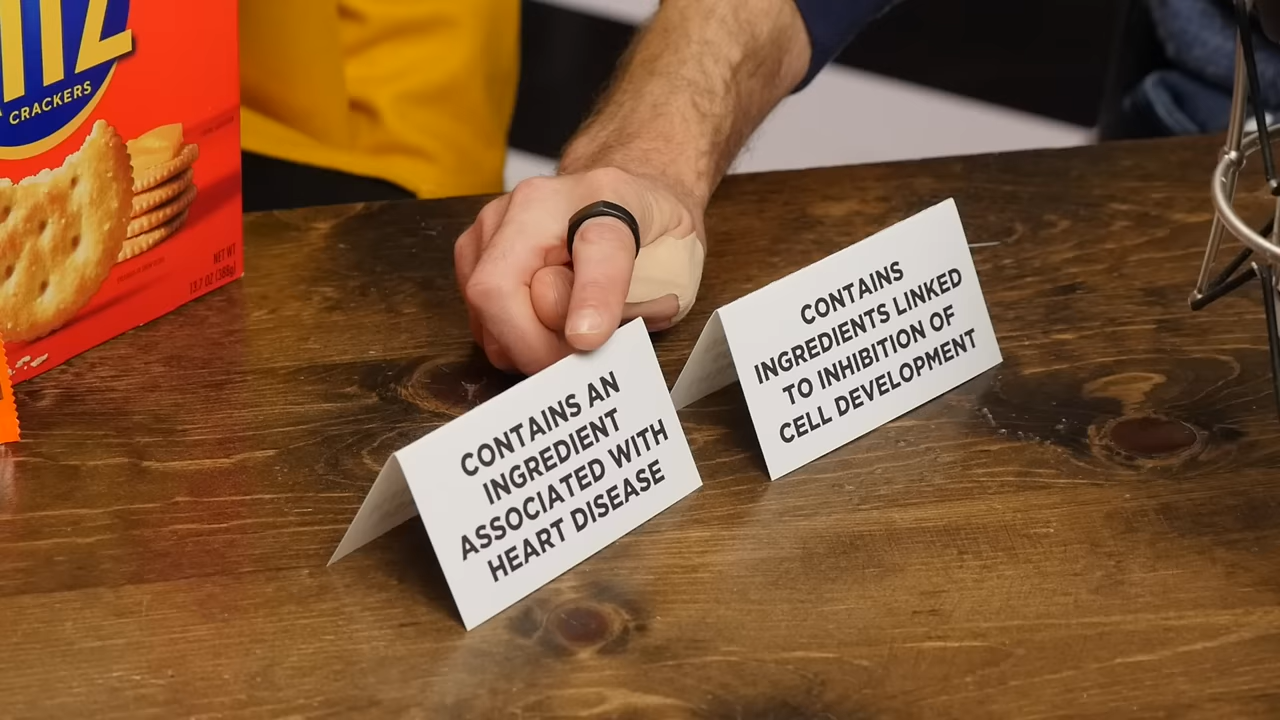 CRACKERS
NET WT
13.7 OZ (388g)
CONTAINS AN
INGREDIENT
ASSOCIATED WITH
HEART DISEASE
CONTAINS
INGREDIENTS LINKED
TO INHIBITION OF
CELL DEVELOPMENT